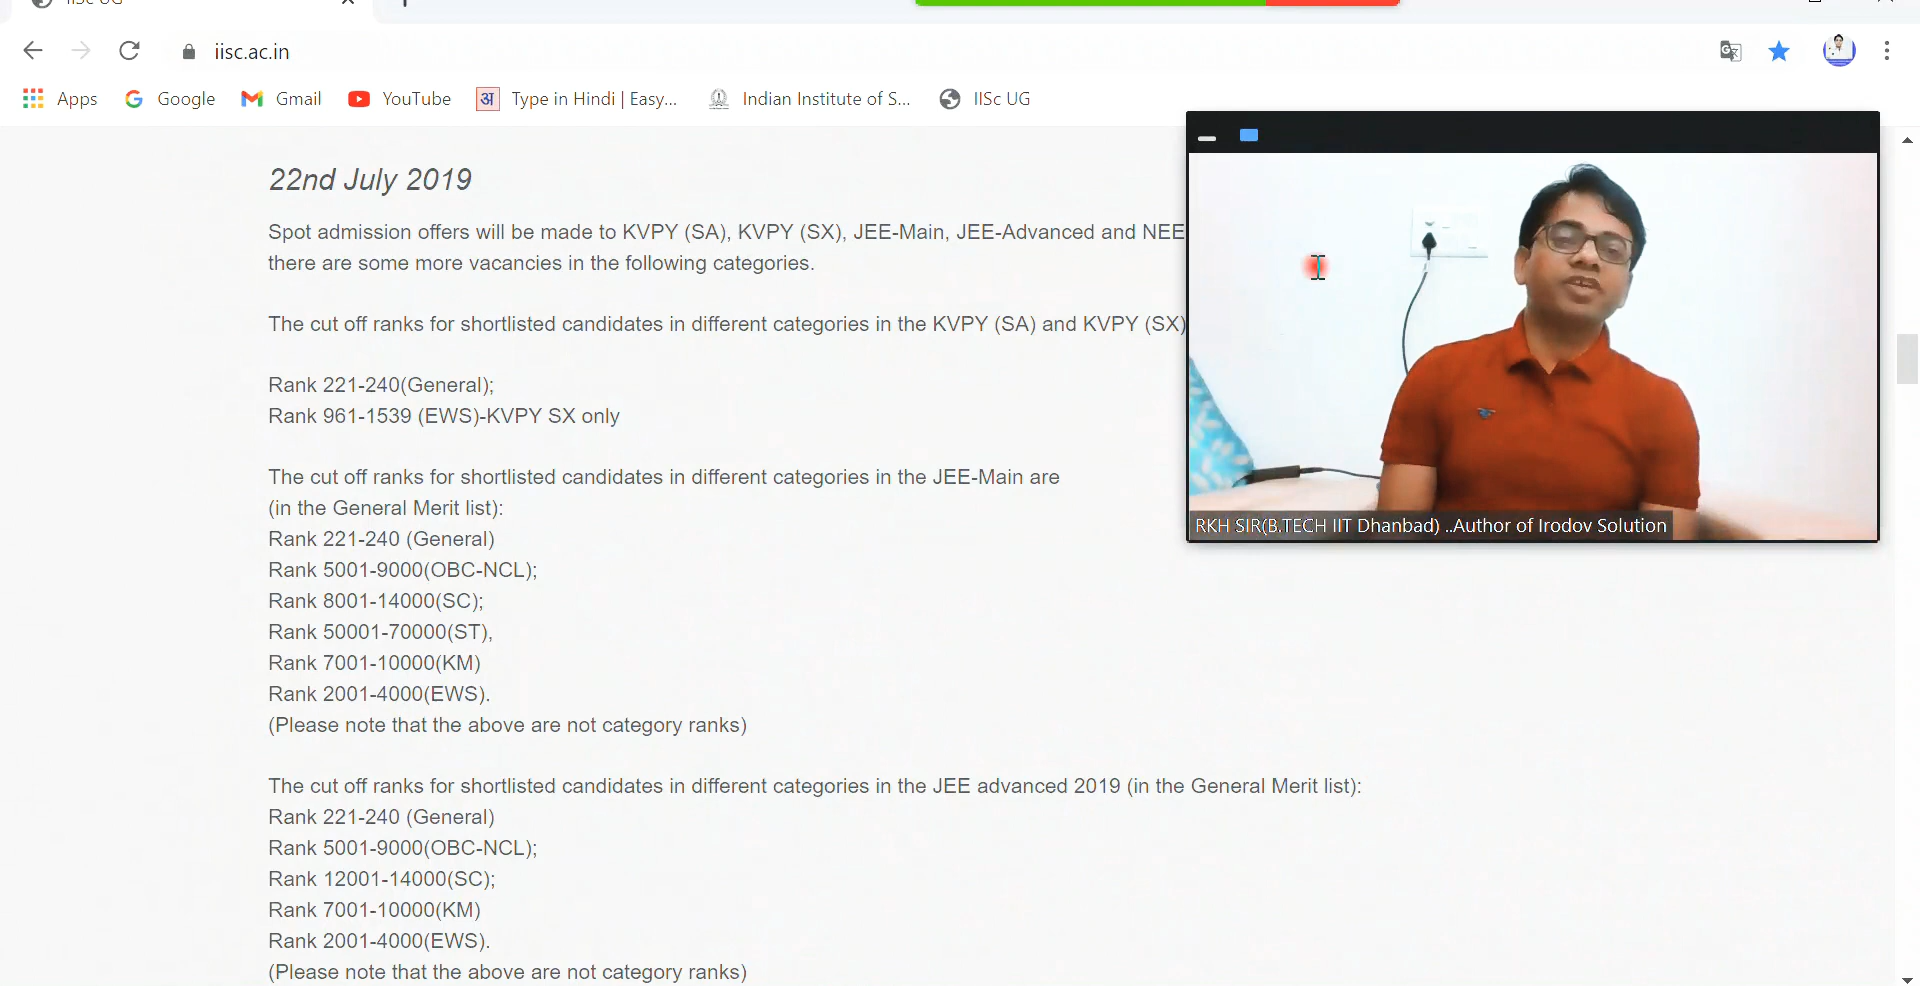 IISc UG
iisc.ac.in
Apps
Google
Gmail
YouTube
अ Type in Hindi | Easy...
Indian Institute of S...
IISc UG
22nd July 2019
Spot admission offers will be made to KVPY (SA), KVPY (SX), JEE-Main, JEE-Advanced and NEE
there are some more vacancies in the following categories.
The cut off ranks for shortlisted candidates in different categories in the KVPY (SA) and KVPY (SX)
Rank 221-240(General);
Rank 961-1539 (EWS)-KVPY SX only
The cut off ranks for shortlisted candidates in different categories in the JEE-Main are
(in the General Merit list):
Rank 221-240 (General)
Rank 5001-9000(OBC-NCL);
Rank 8001-14000(SC);
Rank 50001-70000(ST),
Rank 7001-10000(KM)
Rank 2001-4000(EWS).
(Please note that the above are not category ranks)
The cut off ranks for shortlisted candidates in different categories in the JEE advanced 2019 (in the General Merit list):
Rank 221-240 (General)
Rank 5001-9000(OBC-NCL);
Rank 12001-14000(SC);
Rank 7001-10000(KM)
Rank 2001-4000(EWS).
(Please note that the above are not category ranks)
RKH SIR(B.TECH IIT Dhanbad) ..Author of Irodov Solution